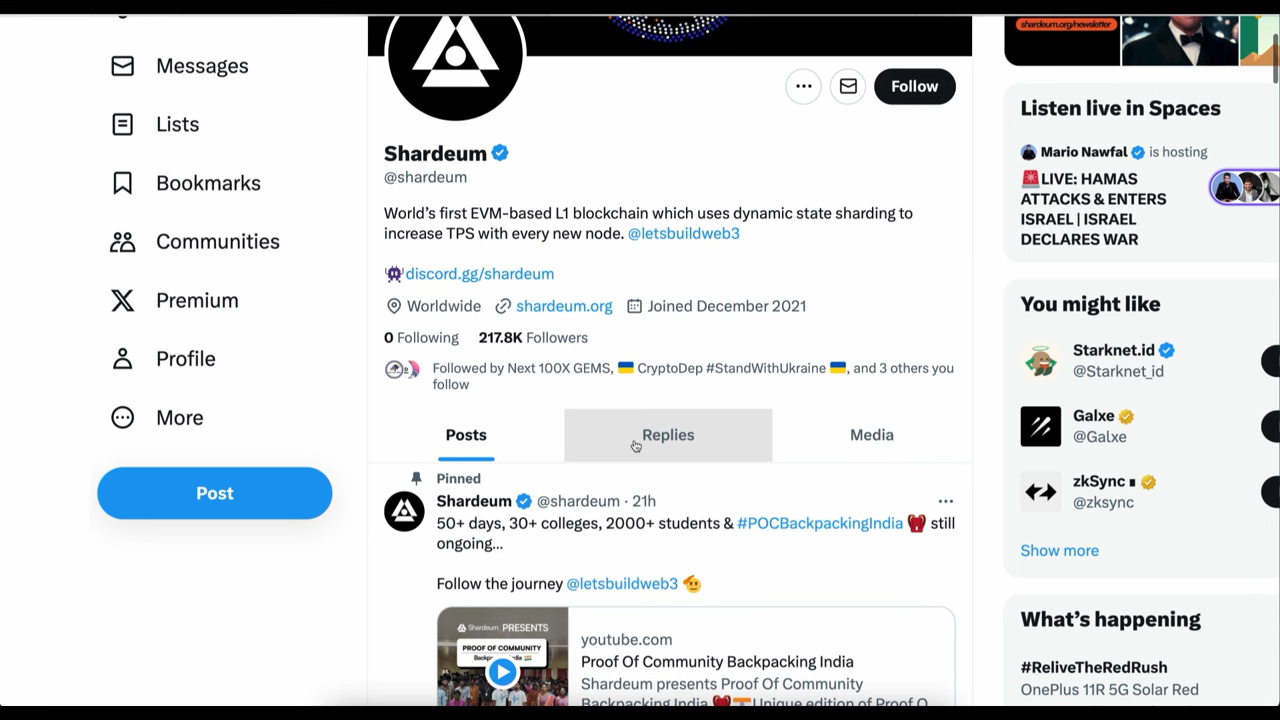 Messages
Lists
Bookmarks
Communities
Premium
Profile
More
Post
Follow
Shardeum
@shardeum
World's first EVM-based L1 blockchain which uses dynamic state sharding to
increase TPS with every new node. @letsbuildweb3
discord.gg/shardeum
Worldwide shardeum.org Joined December 2021
0 Following 217.8K Followers
Followed by Next 100X GEMS, 🇺🇦 CryptoDep #StandWithUkraine 🇺🇦, and 3 others you
follow
Posts Replies Media
Pinned
Shardeum @shardeum · 21h
50+ days, 30+ colleges, 2000+ students & #POCBackpackingIndia 🎒 still
ongoing...
Follow the journey @letsbuildweb3 🫡
Shardeum PRESENTS
PROOF OF COMMUNITY
youtube.com
Proof Of Community Backpacking India
Shardeum presents Proof Of Community
Backpacking India 🎒 Unique edition of Proof O
shardeum.org/newsletter
Listen live in Spaces
Mario Nawfal is hosting
🚨LIVE: HAMAS
ATTACKS & ENTERS
ISRAEL | ISRAEL
DECLARES WAR
You might like
Starknet.id
@Starknet_id
Galxe
@Galxe
zkSync ∎
@zksync
Show more
What's happening
#ReliveTheRedRush
OnePlus 11R 5G Solar Red